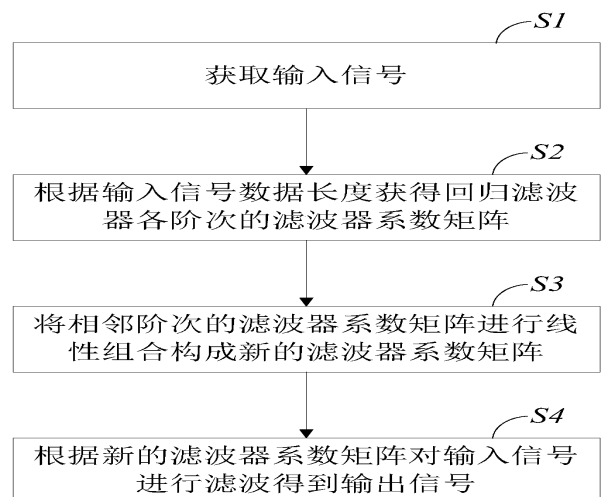 S1
获取输入信号
S2
根据输入信号数据长度获得回归滤波
器各阶次的滤波器系数矩阵
S3
将相邻阶次的滤波器系数矩阵进行线
性组合构成新的滤波器系数矩阵
S4
根据新的滤波器系数矩阵对输入信号
进行滤波得到输出信号